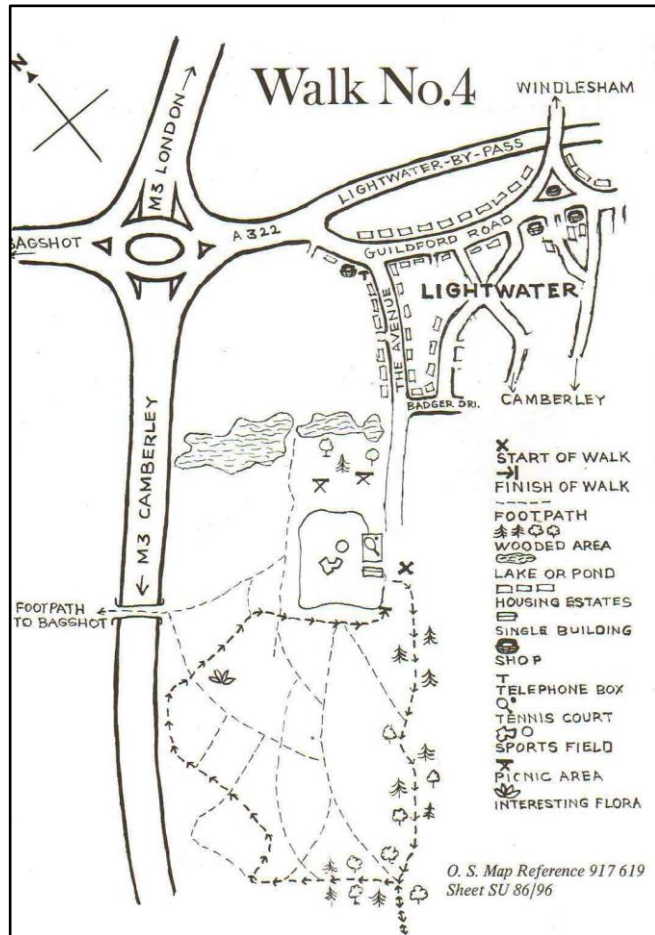 Walk No.4
N
M3 LONDON
WINDLESHAM
LIGHTWATER-BY-PASS
BAGSHOT
A 322
GUILDFORD ROAD
T
LIGHTWATER
THE AVENUE
BADGER DRI.
CAMBERLEY
M3 CAMBERLEY
FOOTPATH
TO BAGSHOT
START OF WALK
FINISH OF WALK
FOOTPATH
WOODED AREA
LAKE OR POND
HOUSING ESTATES
SINGLE BUILDING
SHOP
T
TELEPHONE BOX
TENNIS COURT
SPORTS FIELD
PICNIC AREA
INTERESTING FLORA
O. S. Map Reference 917 619
Sheet SU 86/96